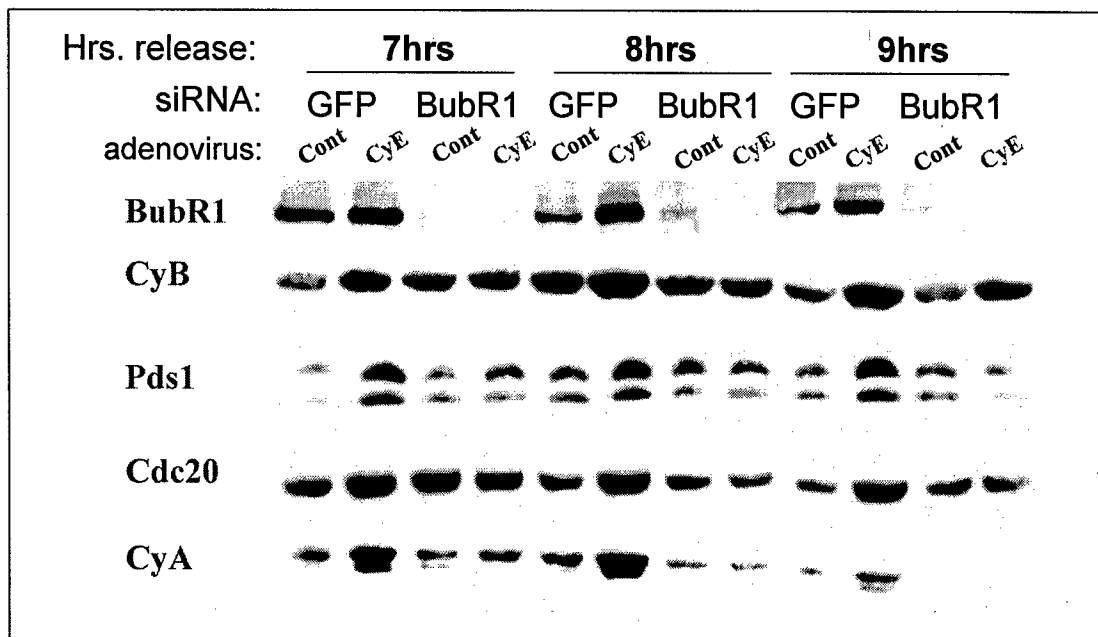 Hrs. release: 7hrs 8hrs 9hrs
siRNA: GFP BubR1 GFP BubR1 GFP BubR1
adenovirus: Cont CyE Cont CyE Cont CyE Cont CyE Cont CyE Cont CyE
BubR1
CyB
Pds1
Cdc20
CyA